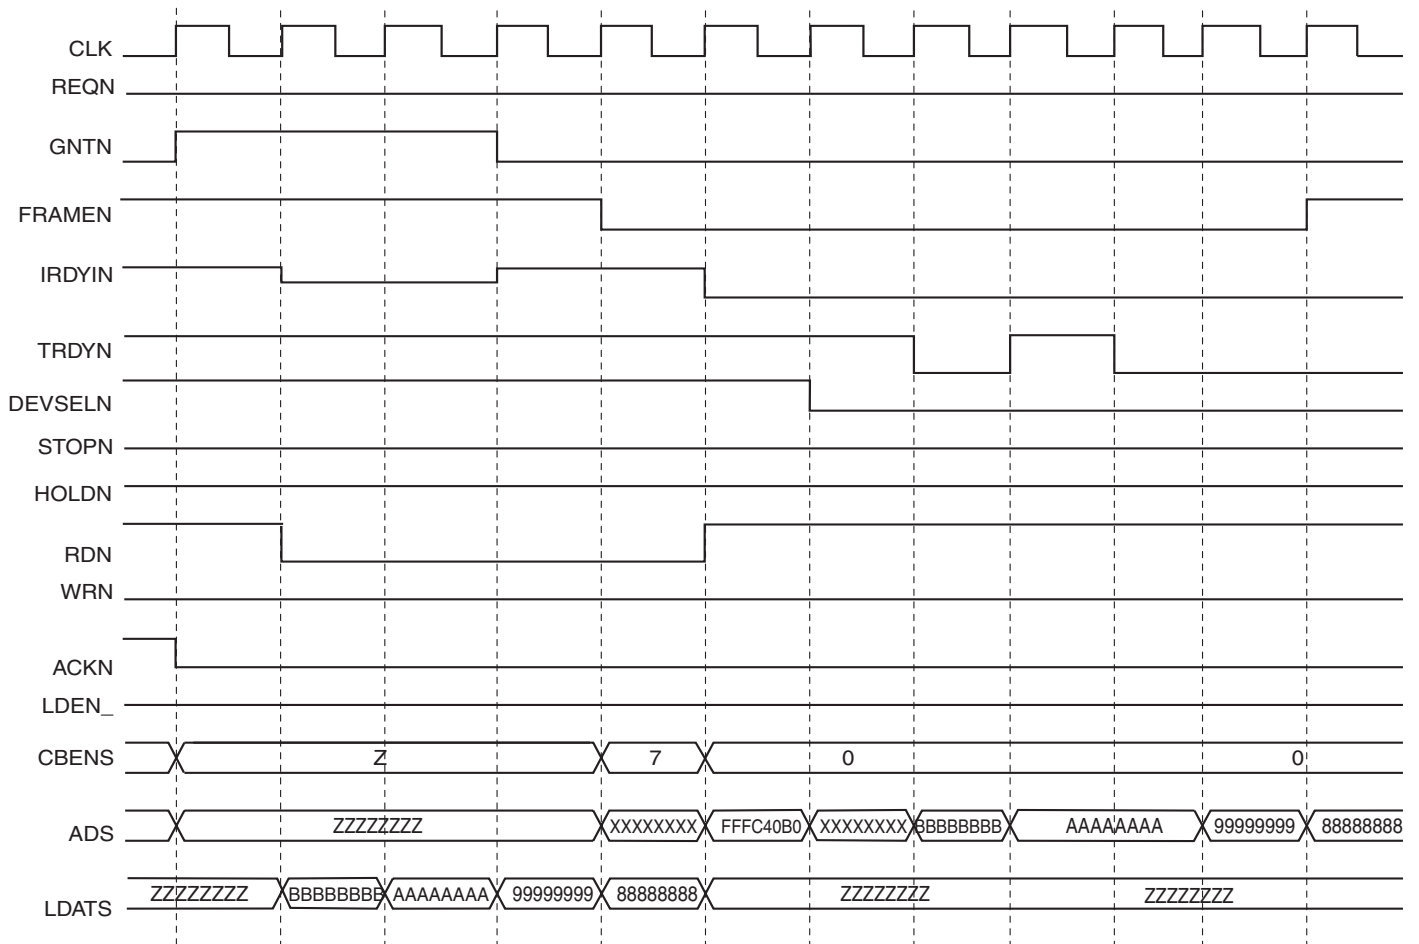 CLK
REQN
GNTN
FRAMEN
IRDYIN
TRDYN
DEVSELN
STOPN
HOLDN
RDN
WRN
ACKN
LDEN_
CBENS Z 7 0 0
ADS ZZZZZZZZ XXXXXXXX FFFC40B0 XXXXXXXX BBBBBBBB AAAAAAAA 99999999 88888888
LDATS ZZZZZZZZ BBBBBBBB AAAAAAAA 99999999 88888888 ZZZZZZZZ ZZZZZZZZ